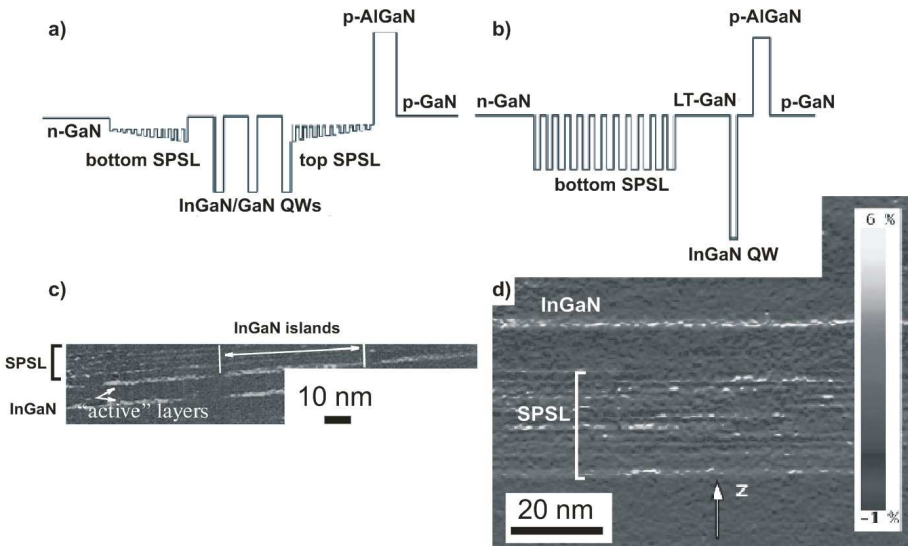 a)
p-AlGaN
n-GaN
bottom SPSL
top SPSL
p-GaN
InGaN/GaN QWs
b)
p-AlGaN
n-GaN
LT-GaN
p-GaN
bottom SPSL
InGaN QW
c)
InGaN islands
SPSL
InGaN
"active" layers
10 nm
d)
InGaN
SPSL
20 nm
z
6 %
-1 %